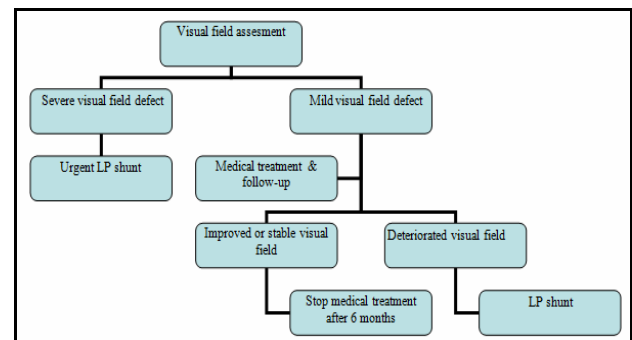 Visual field assesment
Severe visual field defect
Mild visual field defect
Urgent LP shunt
Medical treatment &
follow-up
Improved or stable visual
field
Deteriorated visual field
Stop medical treatment
after 6 months
LP shunt